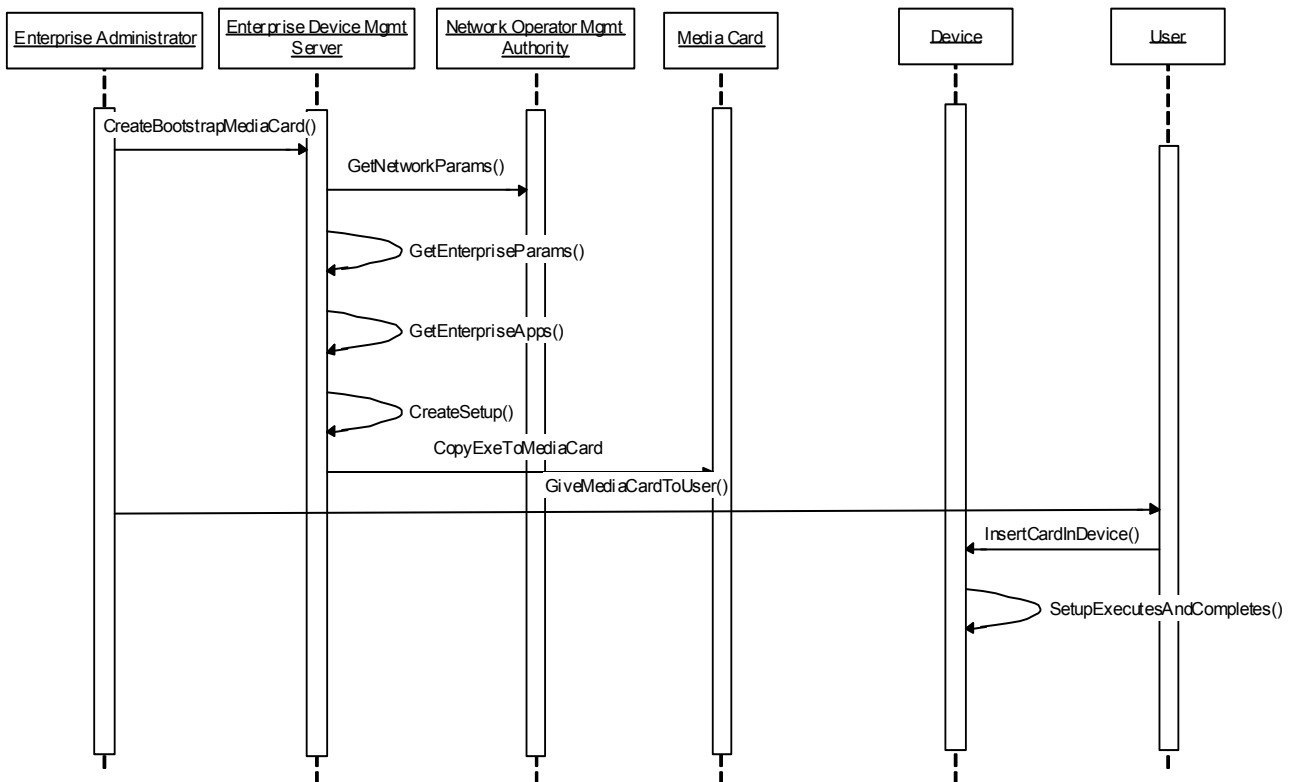 Enterprise Administrator
Enterprise Device Mgmt
Server
Network Operator Mgmt
Authority
Media Card
Device
User
CreateBootstrapMediaCard()
GetNetworkParams()
GetEnterpriseParams()
GetEnterpriseApps()
CreateSetup()
CopyExeToMediaCard
GiveMediaCardToUser()
InsertCardInDevice()
SetupExecutesAndCompletes()